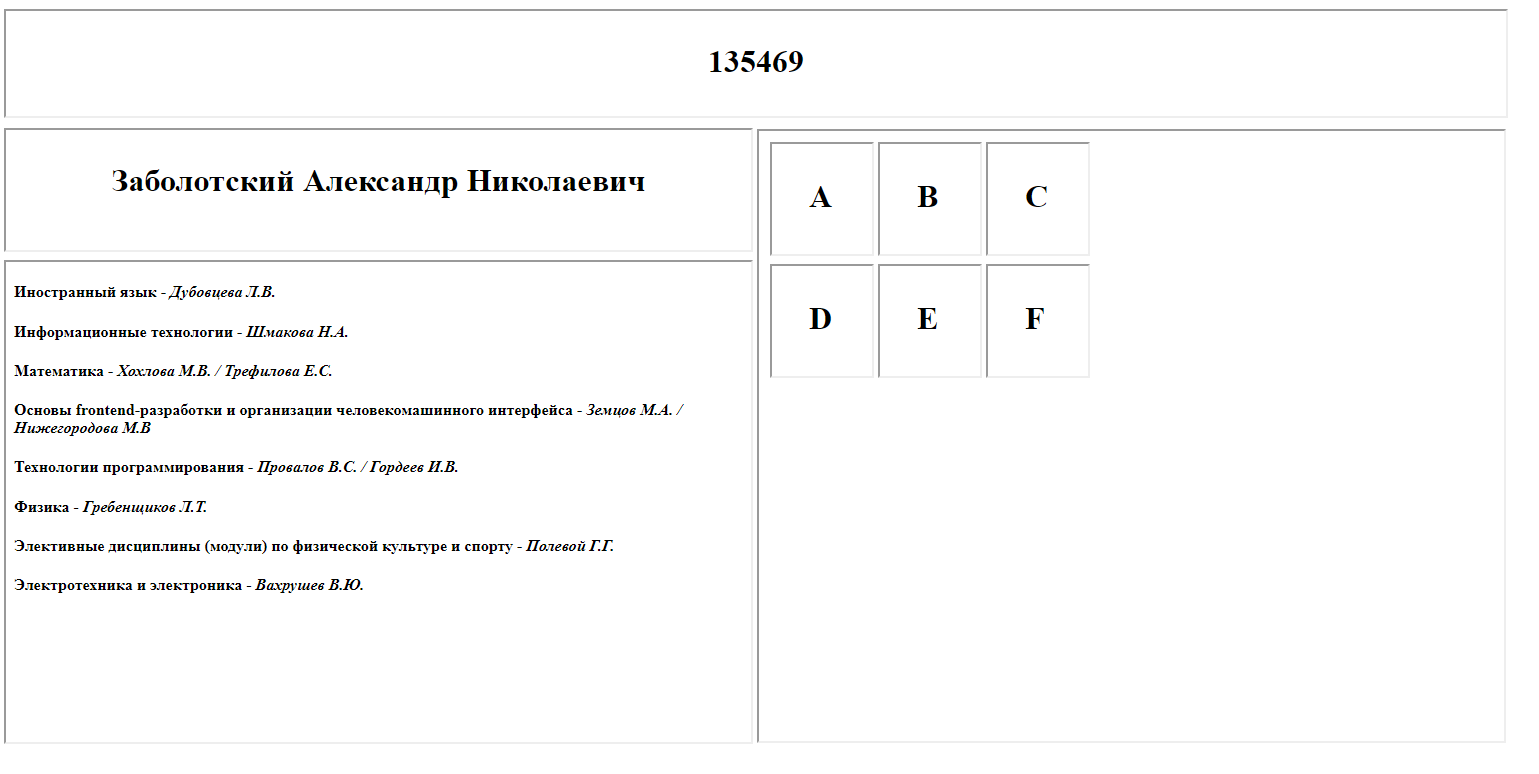 135469
Заболотский Александр Николаевич
Иностранный язык - Дубовцева Л.В.
Информационные технологии - Шмакова Н.А.
Математика - Хохлова М.В. / Трефилова Е.С.
Основы frontend-разработки и организации человекомашинного интерфейса - Земцов М.А. /
Нижегородова М.В
Технологии программирования - Провалов В.С. / Гордеев И.В.
Физика - Гребенщиков Л.Т.
Элективные дисциплины (модули) по физической культуре и спорту - Полевой Г.Г.
Электротехника и электроника - Вахрушев В.Ю.
A B C
D E F